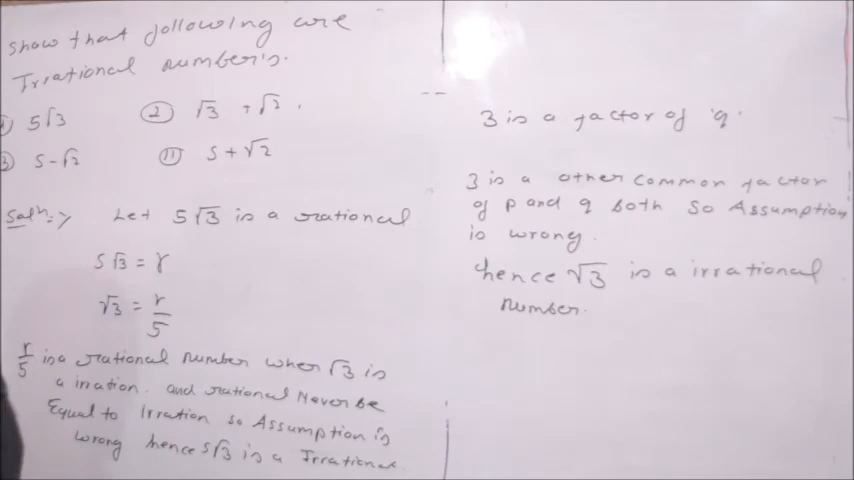 show that following are
Irrational number's.
5√3 ② √3 + √2.
③ 5-√2 ⑪ 5+√2
Soln:-> Let 5√3 is a rational
5√3 = r
√3 = r/5
r/5 is a rational number when √3 is
a irration. and rational Never be
Equal to Irration so Assumption is
wrong hence 5√3 is a Irrational.
3 is a factor of q.
3 is a other common factor
of p and q both so Assumption
is wrong.
hence √3 is a irrational
number.